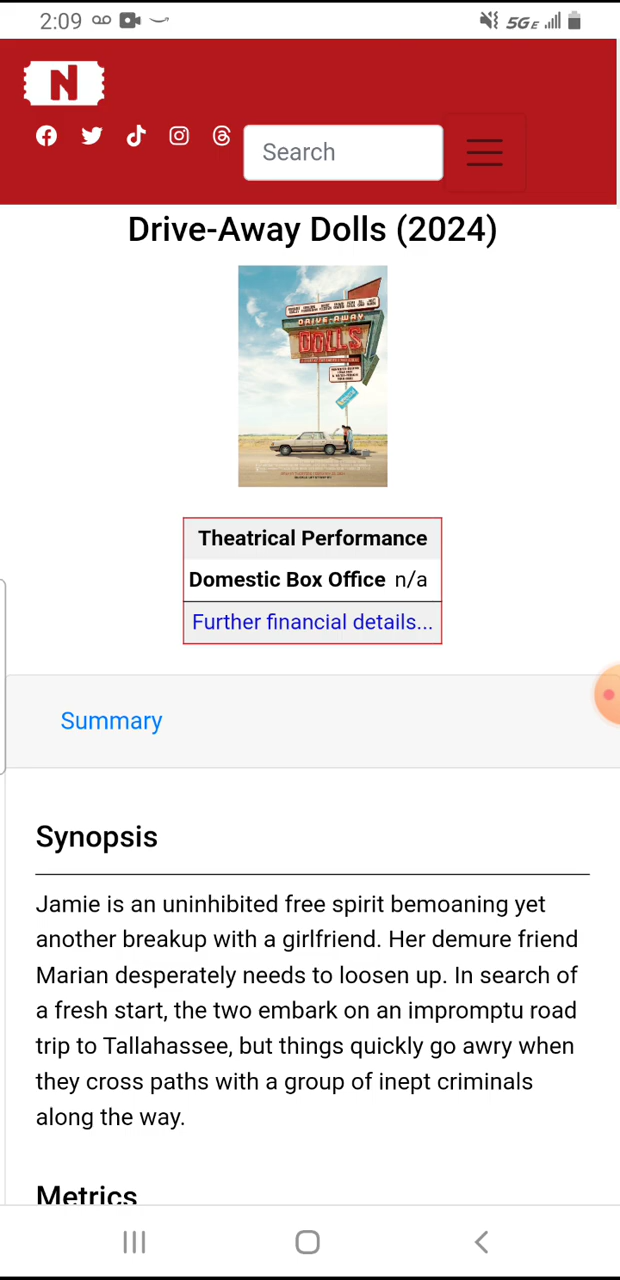 2:09
5GE
N
Search
Drive-Away Dolls (2024)
DRIVE-AWAY
DOLLS
Theatrical Performance
Domestic Box Office n/a
Further financial details...
Summary
Synopsis
Jamie is an uninhibited free spirit bemoaning yet
another breakup with a girlfriend. Her demure friend
Marian desperately needs to loosen up. In search of
a fresh start, the two embark on an impromptu road
trip to Tallahassee, but things quickly go awry when
they cross paths with a group of inept criminals
along the way.
Metrics